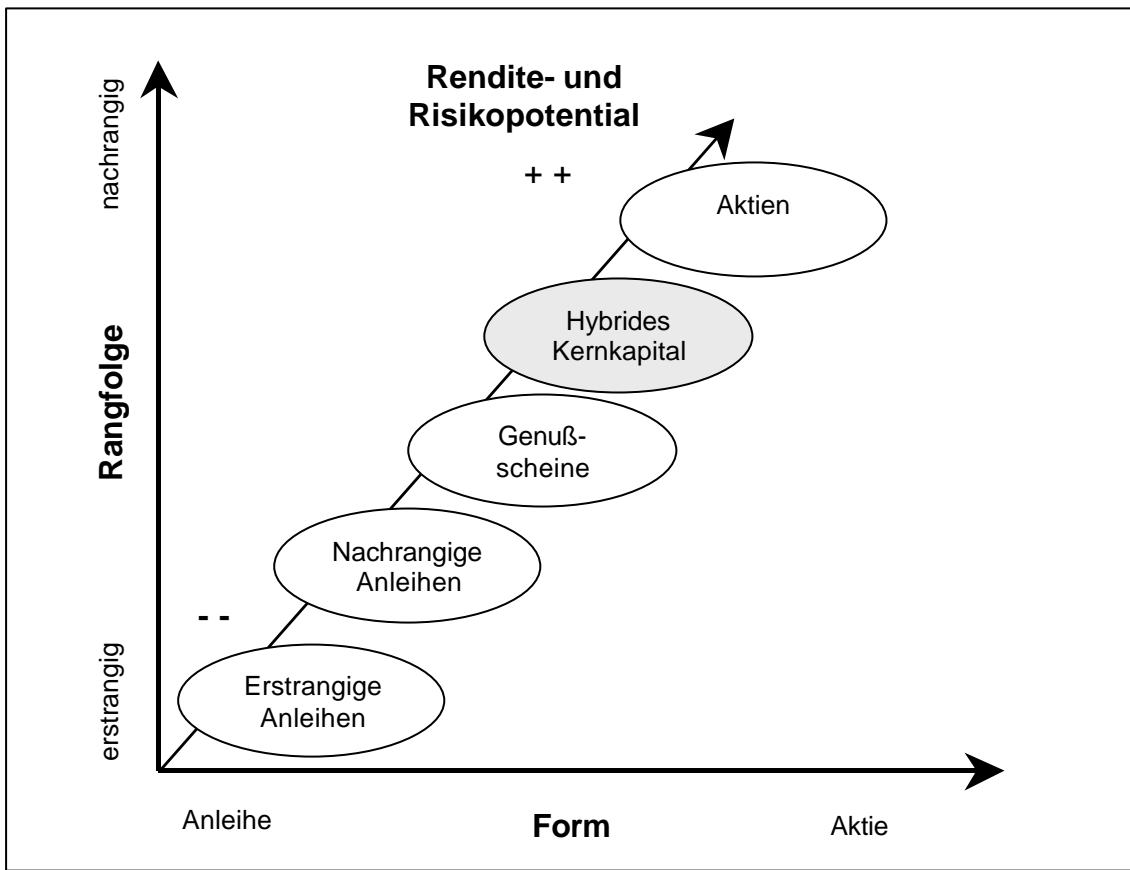 Rendite- und
Risikopotential
+ +
nachrangig
Aktien
Hybrides
Kernkapital
Rangfolge
Genuß-
scheine
Nachrangige
Anleihen
- -
erstrangig
Erstrangige
Anleihen
Anleihe
Form
Aktie